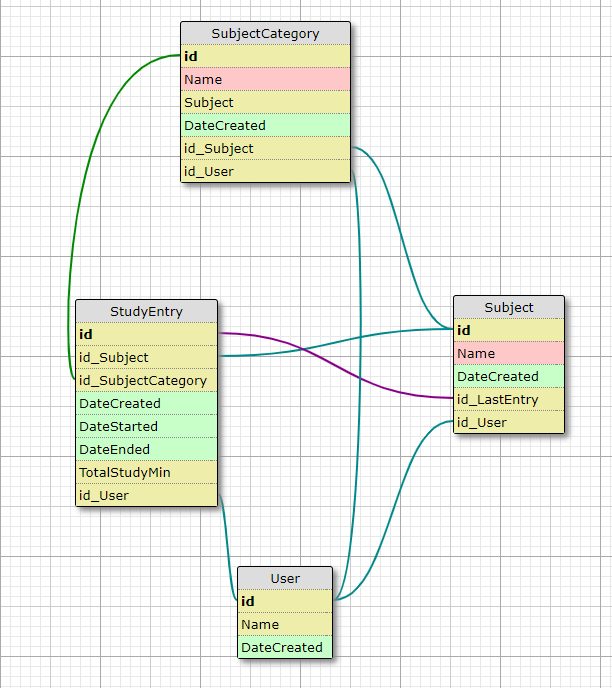 SubjectCategory
id
Name
Subject
DateCreated
id_Subject
id_User
StudyEntry
id
id_Subject
id_SubjectCategory
DateCreated
DateStarted
DateEnded
TotalStudyMin
id_User
Subject
id
Name
DateCreated
id_LastEntry
id_User
User
id
Name
DateCreated